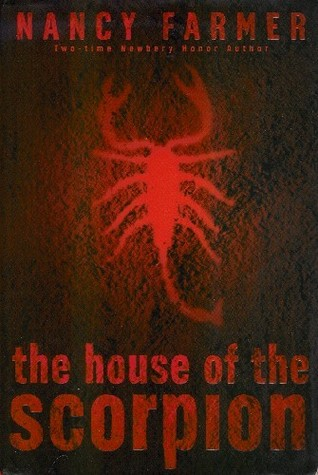 NANCY FARMER
Two-time Newbery Honor Author
the house of the
scorpion